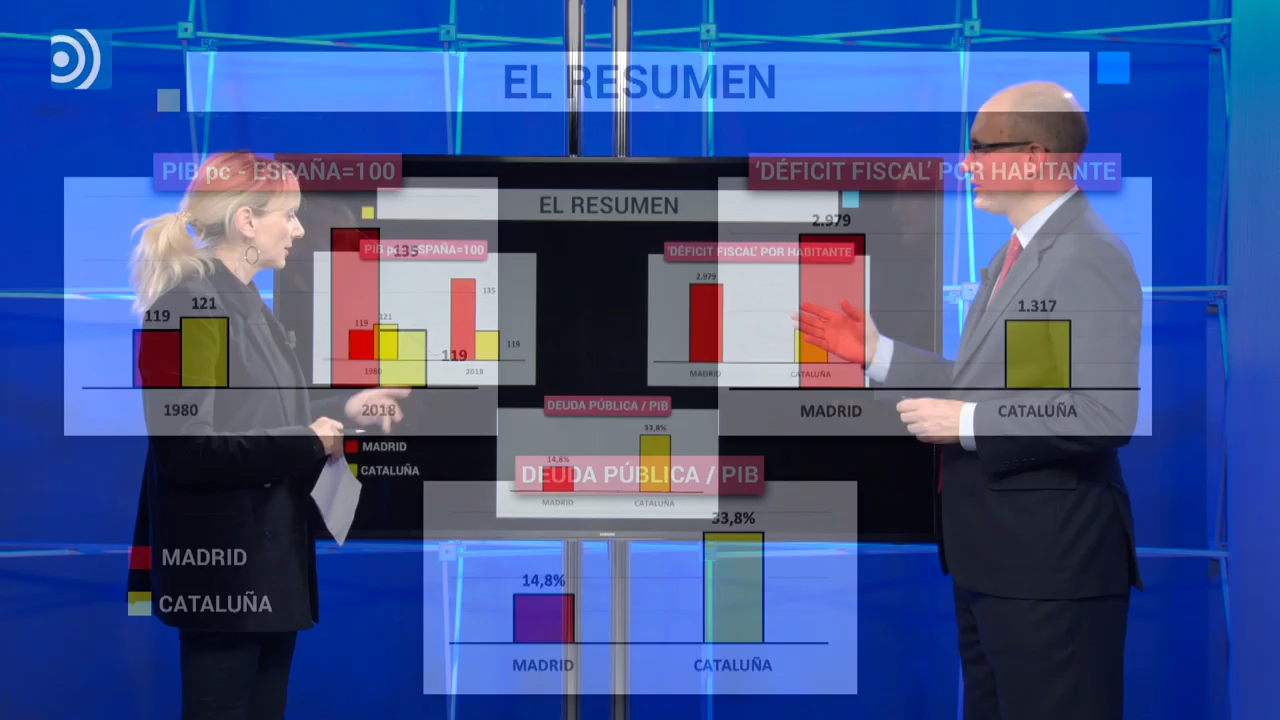 EL RESUMEN
PIB pc - ESPAÑA=100
119
121
135
119
1980
2018
'DÉFICIT FISCAL' POR HABITANTE
2.979
1.317
MADRID
CATALUÑA
DEUDA PÚBLICA / PIB
14,8%
33,8%
MADRID
CATALUÑA
MADRID
CATALUÑA
EL RESUMEN
PIB pc - ESPAÑA=100
119
121
135
119
1980
2018
'DÉFICIT FISCAL' POR HABITANTE
2.979
MADRID
CATALUÑA
DEUDA PÚBLICA / PIB
14,8%
33,8%
MADRID
CATALUÑA
MADRID
CATALUÑA